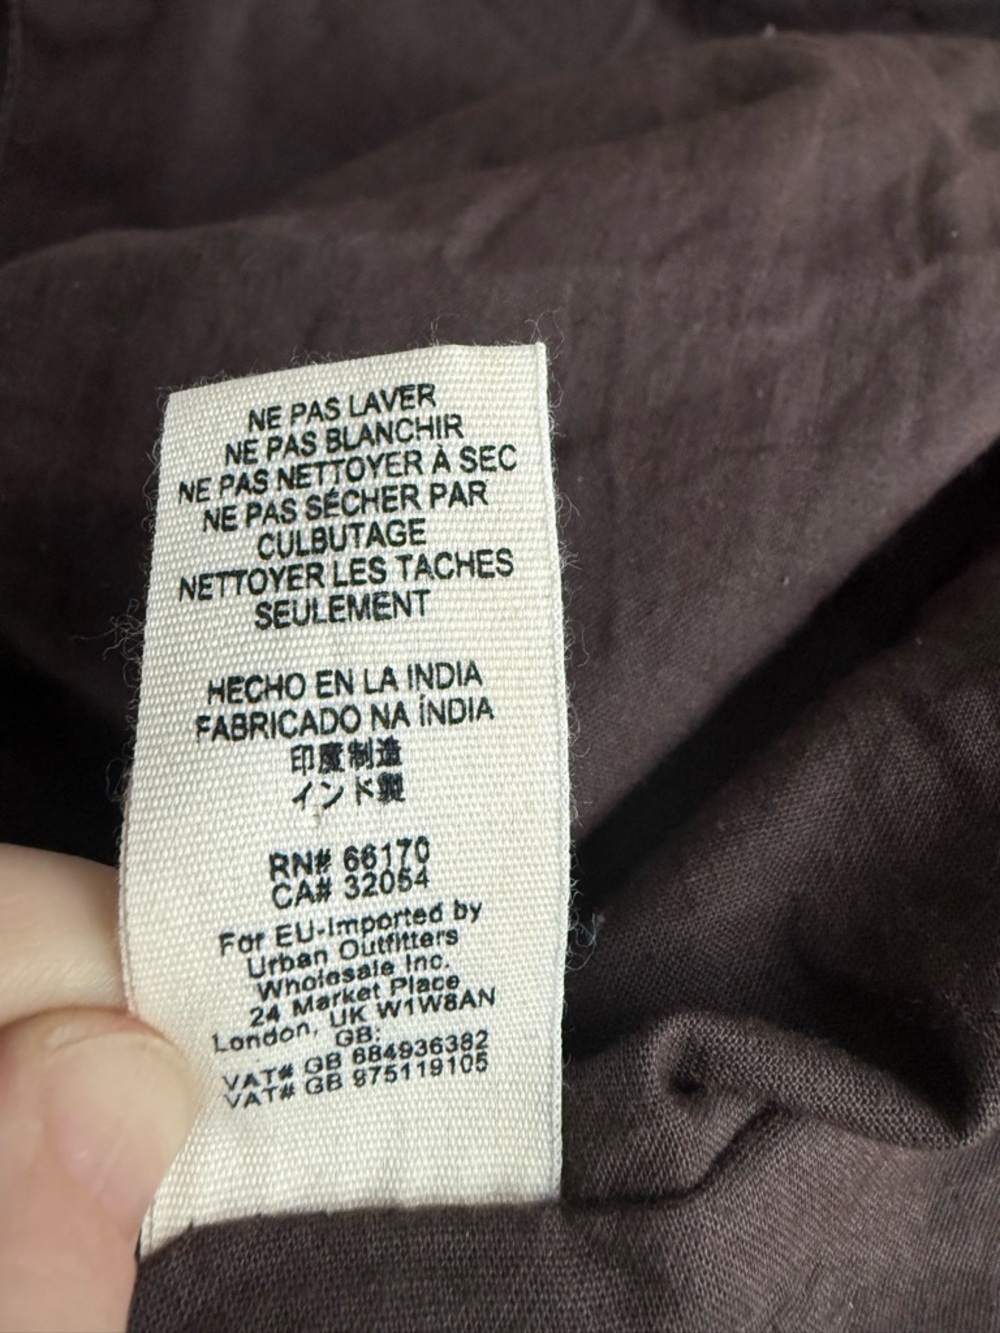 NE PAS LAVER
NE PAS BLANCHIR
NE PAS NETTOYER À SEC
NE PAS SÉCHER PAR
CULBUTAGE
NETTOYER LES TACHES
SEULEMENT
HECHO EN LA INDIA
FABRICADO NA ÍNDIA
印度制造
インド製
RN# 66170
CA# 32054
For EU-Imported by
Urban Outfitters
Wholesale Inc.
24 Market Place
London, UK W1W8AN
GB:
VAT# GB 684936382
VAT# GB 975119105